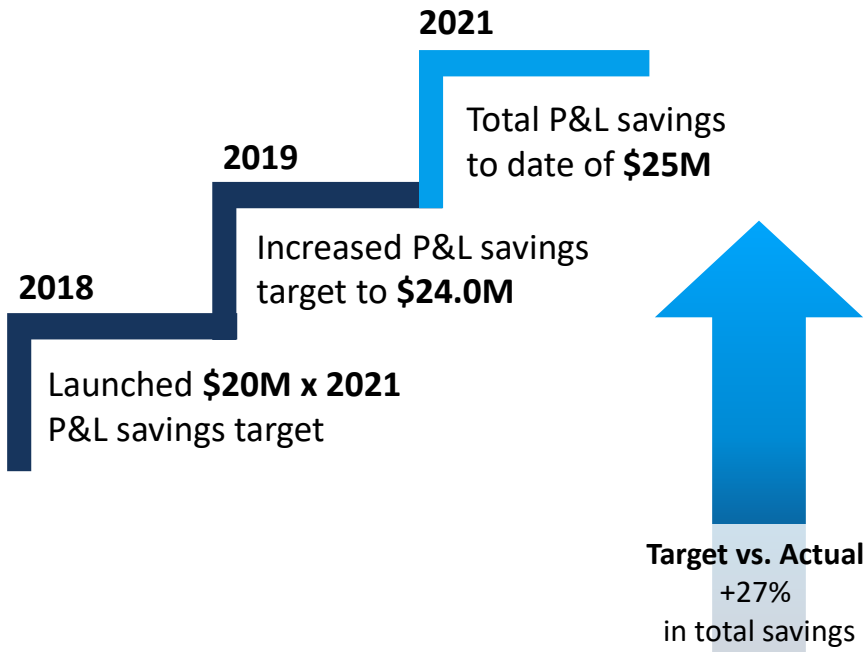 2021
Total P&L savings
to date of $25M
2019
Increased P&L savings
target to $24.0M
2018
Launched $20M x 2021
P&L savings target
Target vs. Actual
+27%
in total savings